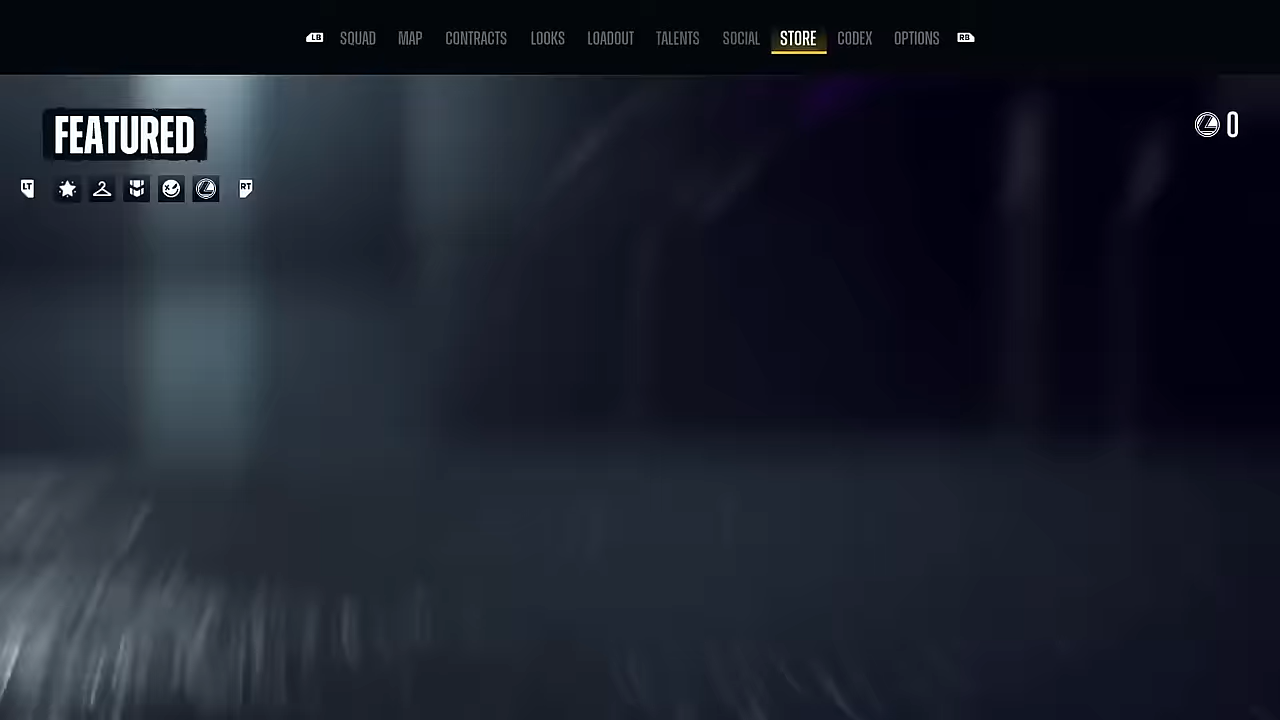 LB SQUAD MAP CONTRACTS LOOKS LOADOUT TALENTS SOCIAL STORE CODEX OPTIONS RB
FEATURED
0
LT RT